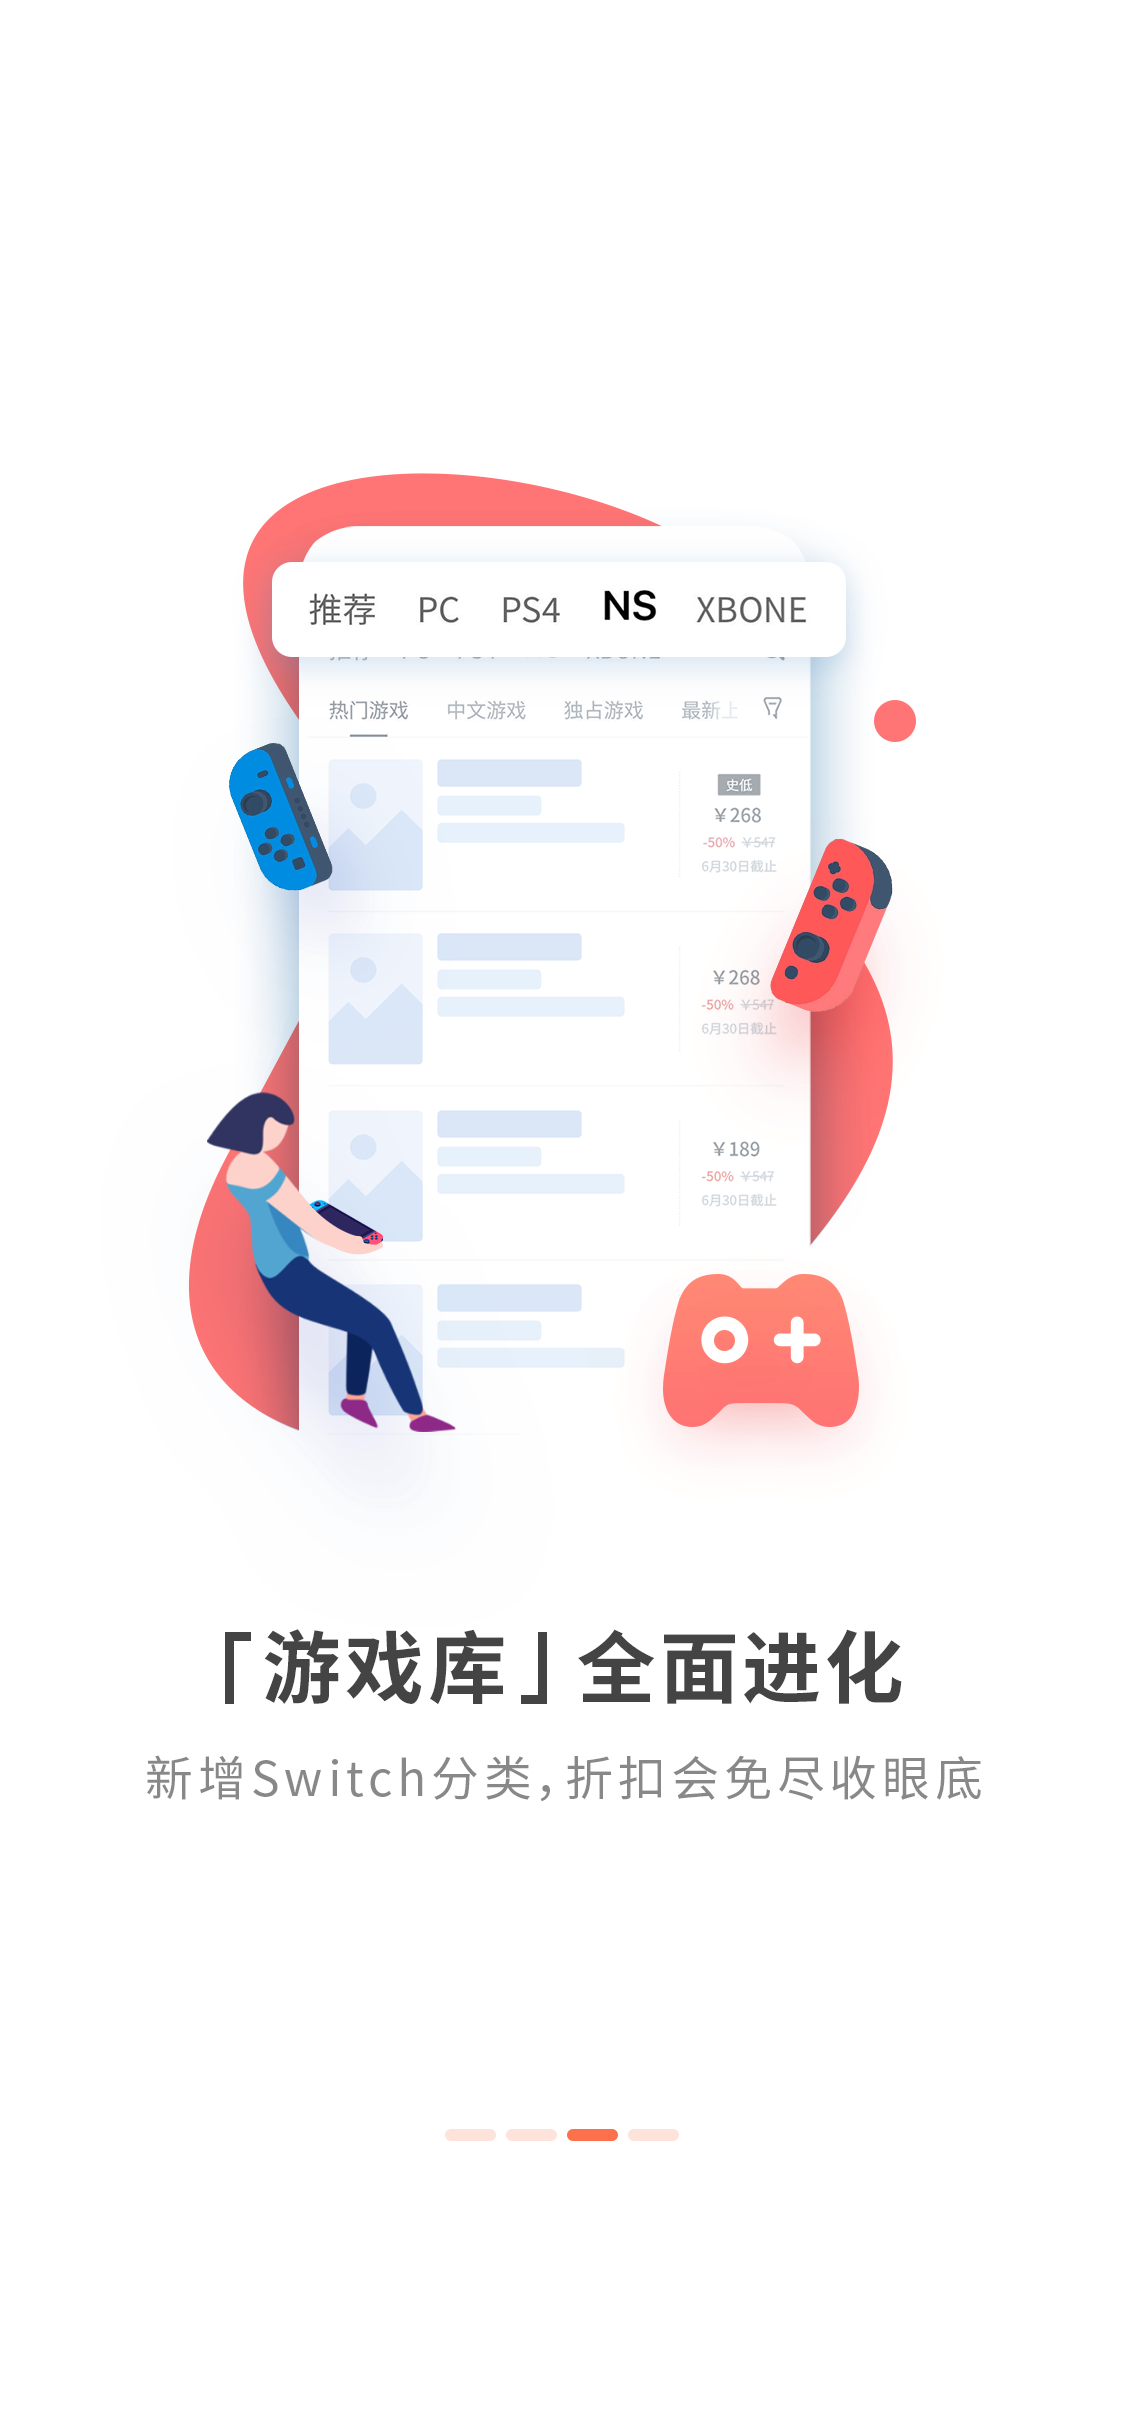 推荐 PC PS4 NS XBONE
热门游戏 中文游戏 独占游戏 最新上
史低
￥268
-50% ￥547
6月30日截止
￥268
-50% ￥547
6月30日截止
￥189
-50% ￥547
6月30日截止
「游戏库」全面进化
新增Switch分类，折扣会免尽收眼底